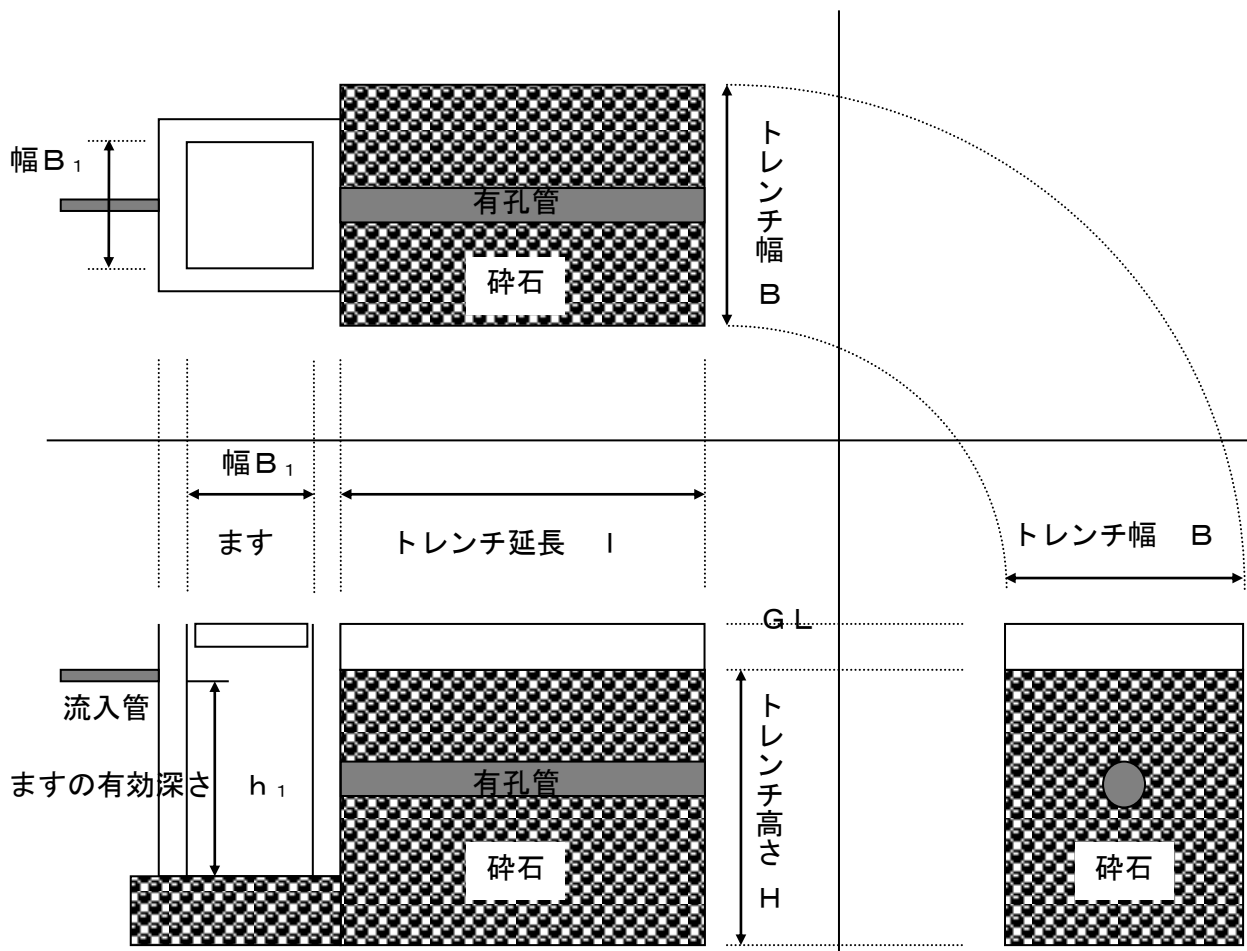 幅Ｂ₁
有孔管
砕石
トレンチ幅　Ｂ
幅Ｂ₁
ます
トレンチ延長　ｌ
トレンチ幅　Ｂ
ＧＬ
流入管
ますの有効深さ　ｈ₁
有孔管
砕石
トレンチ高さ　Ｈ
砕石